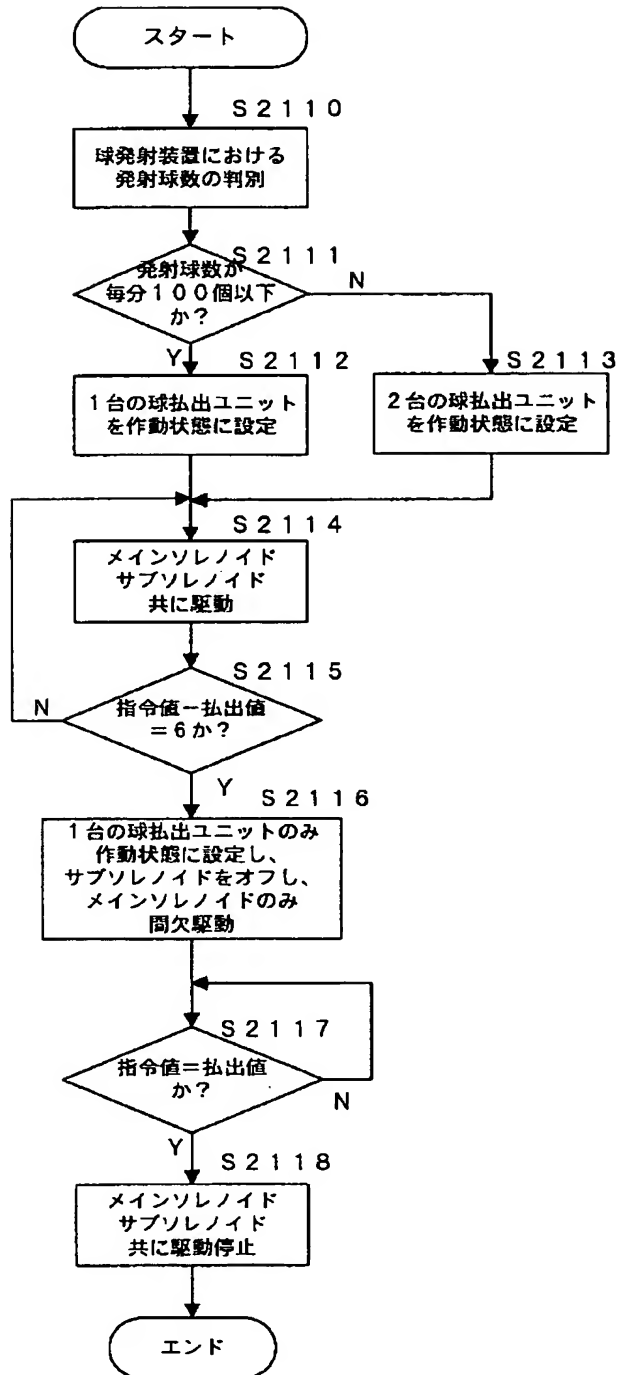 スタート
S2110
球発射装置における
発射球数の判別
S2111
発射球数が
毎分100個以下
か？
N
Y
S2112
1台の球払出ユニット
を作動状態に設定
S2113
2台の球払出ユニット
を作動状態に設定
S2114
メインソレノイド
サブソレノイド
共に駆動
S2115
指令値－払出値
＝6か？
N
Y
S2116
1台の球払出ユニットのみ
作動状態に設定し、
サブソレノイドをオフし、
メインソレノイドのみ
間欠駆動
S2117
指令値＝払出値
か？
N
Y
S2118
メインソレノイド
サブソレノイド
共に駆動停止
エンド